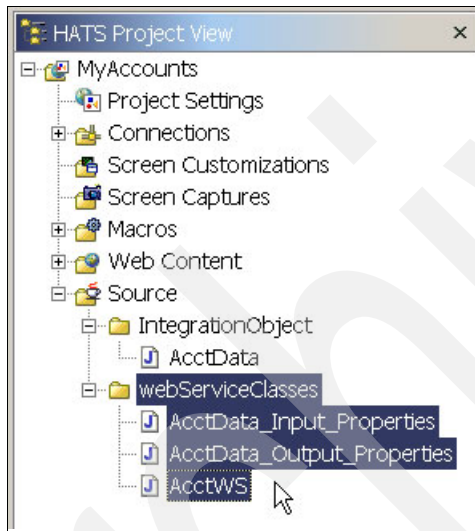 HATS Project View
MyAccounts
Project Settings
Connections
Screen Customizations
Screen Captures
Macros
Web Content
Source
IntegrationObject
AcctData
webServiceClasses
AcctData_Input_Properties
AcctData_Output_Properties
AcctWS